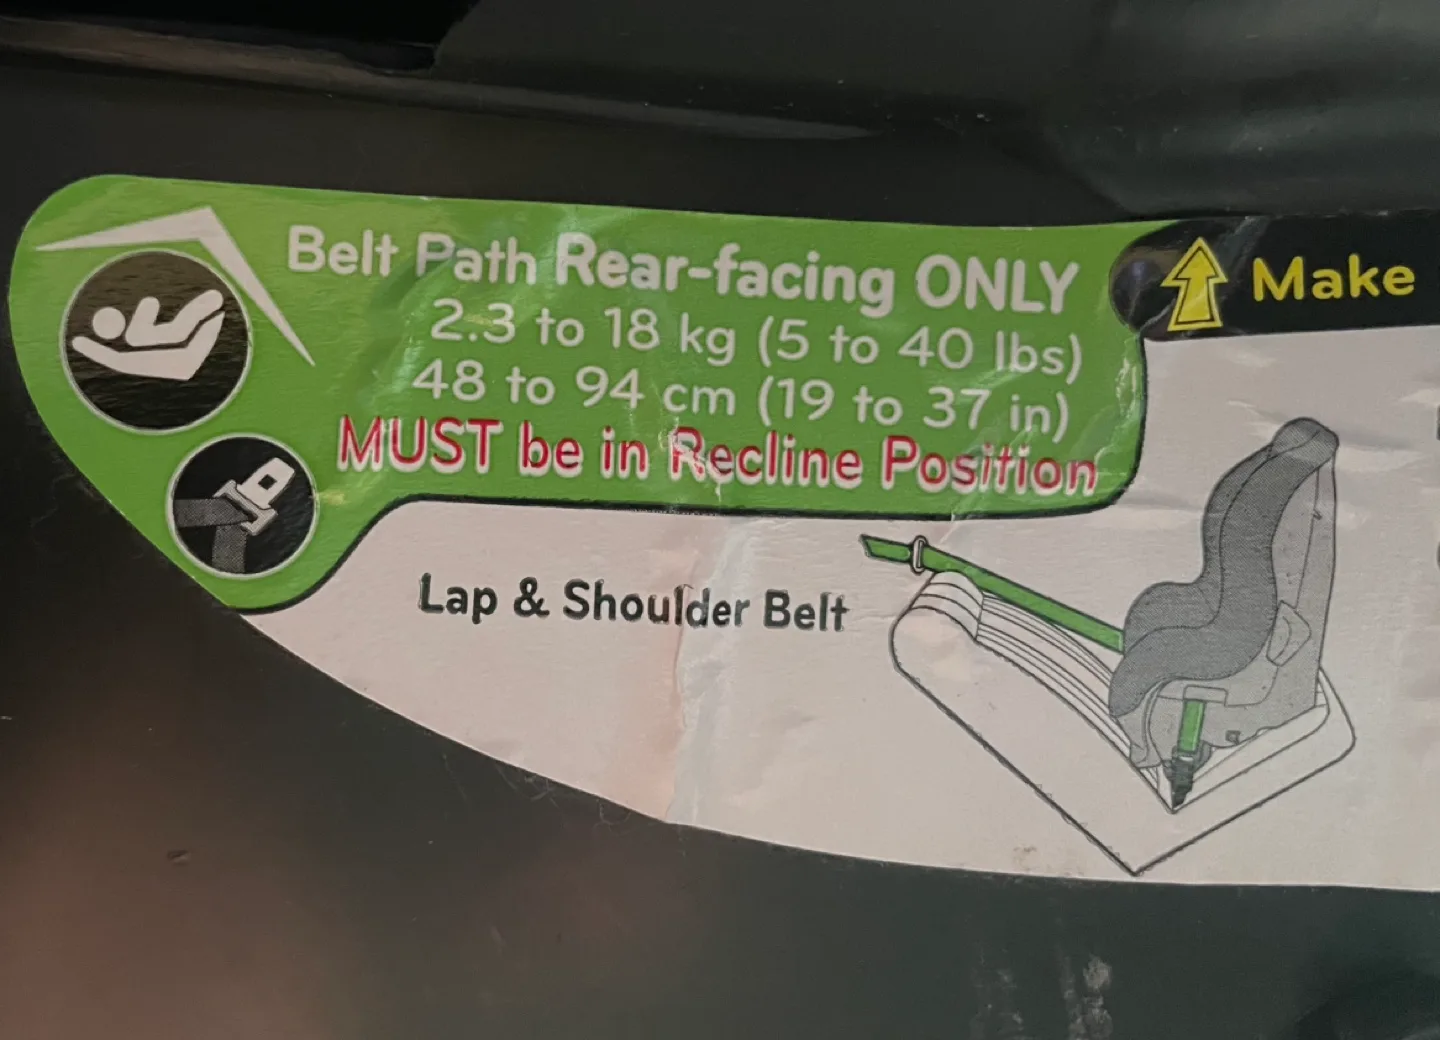 Belt Path Rear-facing ONLY
2.3 to 18 kg (5 to 40 lbs)
48 to 94 cm (19 to 37 in)
MUST be in Recline Position
Make
Lap & Shoulder Belt